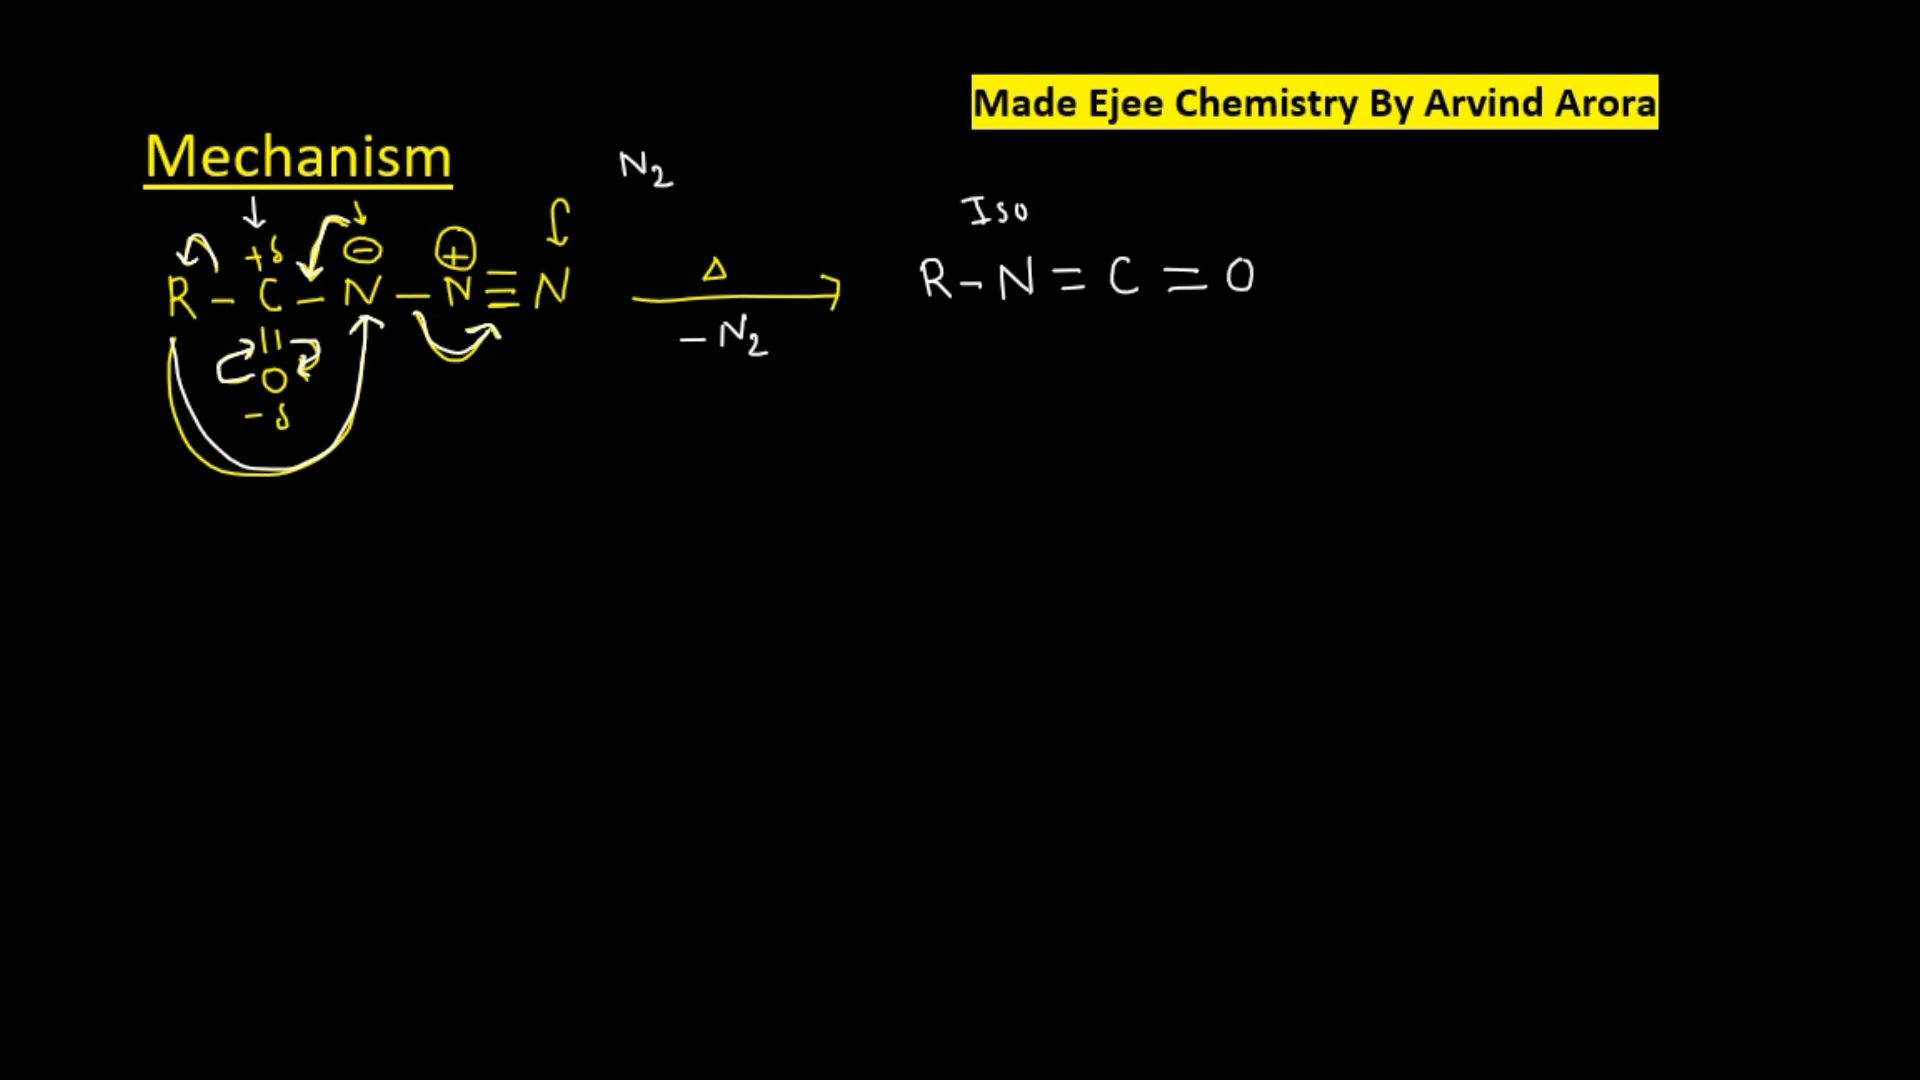 Made Ejee Chemistry By Arvind Arora
Mechanism
N₂
Iso
+δ ⊖ ⊕
R – C – N – N ≡ N
Δ
R – N = C = O
– N₂
||
O
– δ